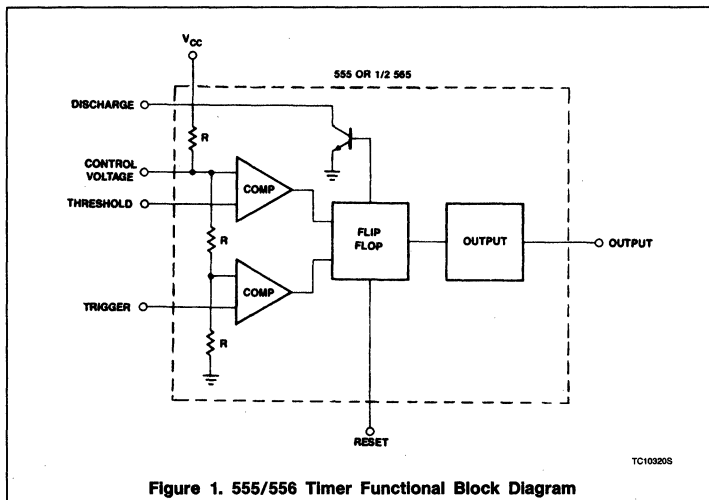 VCC
555 OR 1/2 565
DISCHARGE
R
CONTROL
VOLTAGE
COMP
THRESHOLD
R
FLIP
FLOP
OUTPUT
OUTPUT
COMP
TRIGGER
R
RESET
TC10320S
Figure 1. 555/556 Timer Functional Block Diagram